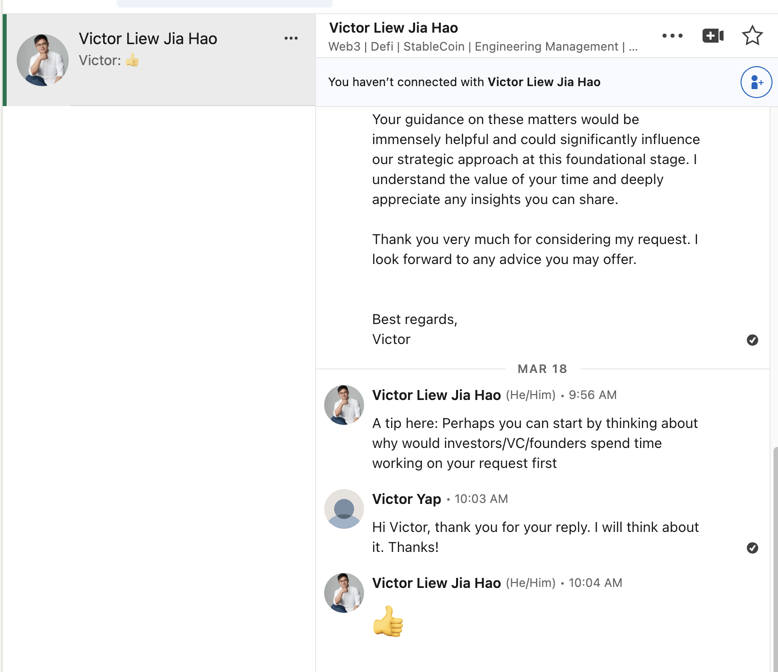 Victor Liew Jia Hao
Victor: 👍
Victor Liew Jia Hao
Web3 | Defi | StableCoin | Engineering Management | ...
You haven't connected with Victor Liew Jia Hao
Your guidance on these matters would be
immensely helpful and could significantly influence
our strategic approach at this foundational stage. I
understand the value of your time and deeply
appreciate any insights you can share.
Thank you very much for considering my request. I
look forward to any advice you may offer.
Best regards,
Victor
MAR 18
Victor Liew Jia Hao (He/Him) • 9:56 AM
A tip here: Perhaps you can start by thinking about
why would investors/VC/founders spend time
working on your request first
Victor Yap • 10:03 AM
Hi Victor, thank you for your reply. I will think about
it. Thanks!
Victor Liew Jia Hao (He/Him) • 10:04 AM
👍